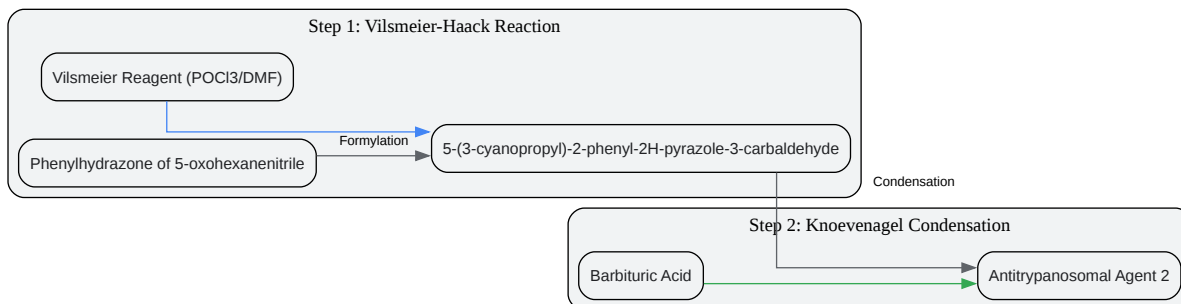 Step 1: Vilsmeier-Haack Reaction
Vilsmeier Reagent (POCl3/DMF)
Formylation
Phenylhydrazone of 5-oxohexanenitrile
5-(3-cyanopropyl)-2-phenyl-2H-pyrazole-3-carbaldehyde
Condensation
Step 2: Knoevenagel Condensation
Barbituric Acid
Antitrypanosomal Agent 2